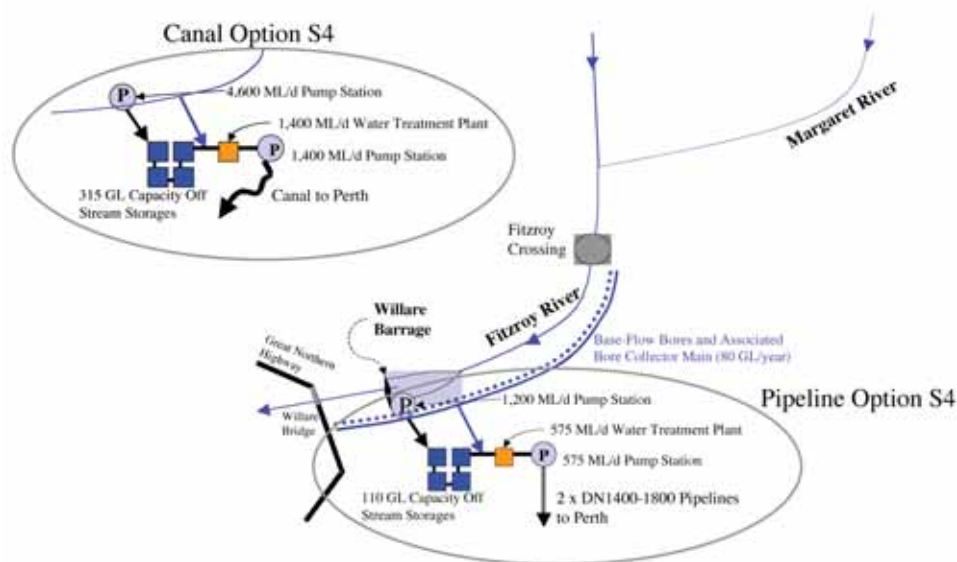 Canal Option S4
P
4,600 ML/d Pump Station
1,400 ML/d Water Treatment Plant
P
1,400 ML/d Pump Station
315 GL Capacity Off
Stream Storages
Canal to Perth
Margaret River
Fitzroy
Crossing
Fitzroy River
Willare
Barrage
Great Northern
Highway
Base-Flow Bores and Associated
Bore Collector Main (80 GL/year)
Willare
Bridge
P
1,200 ML/d Pump Station
Pipeline Option S4
575 ML/d Water Treatment Plant
P
575 ML/d Pump Station
110 GL Capacity Off
Stream Storages
2 x DN1400-1800 Pipelines
to Perth